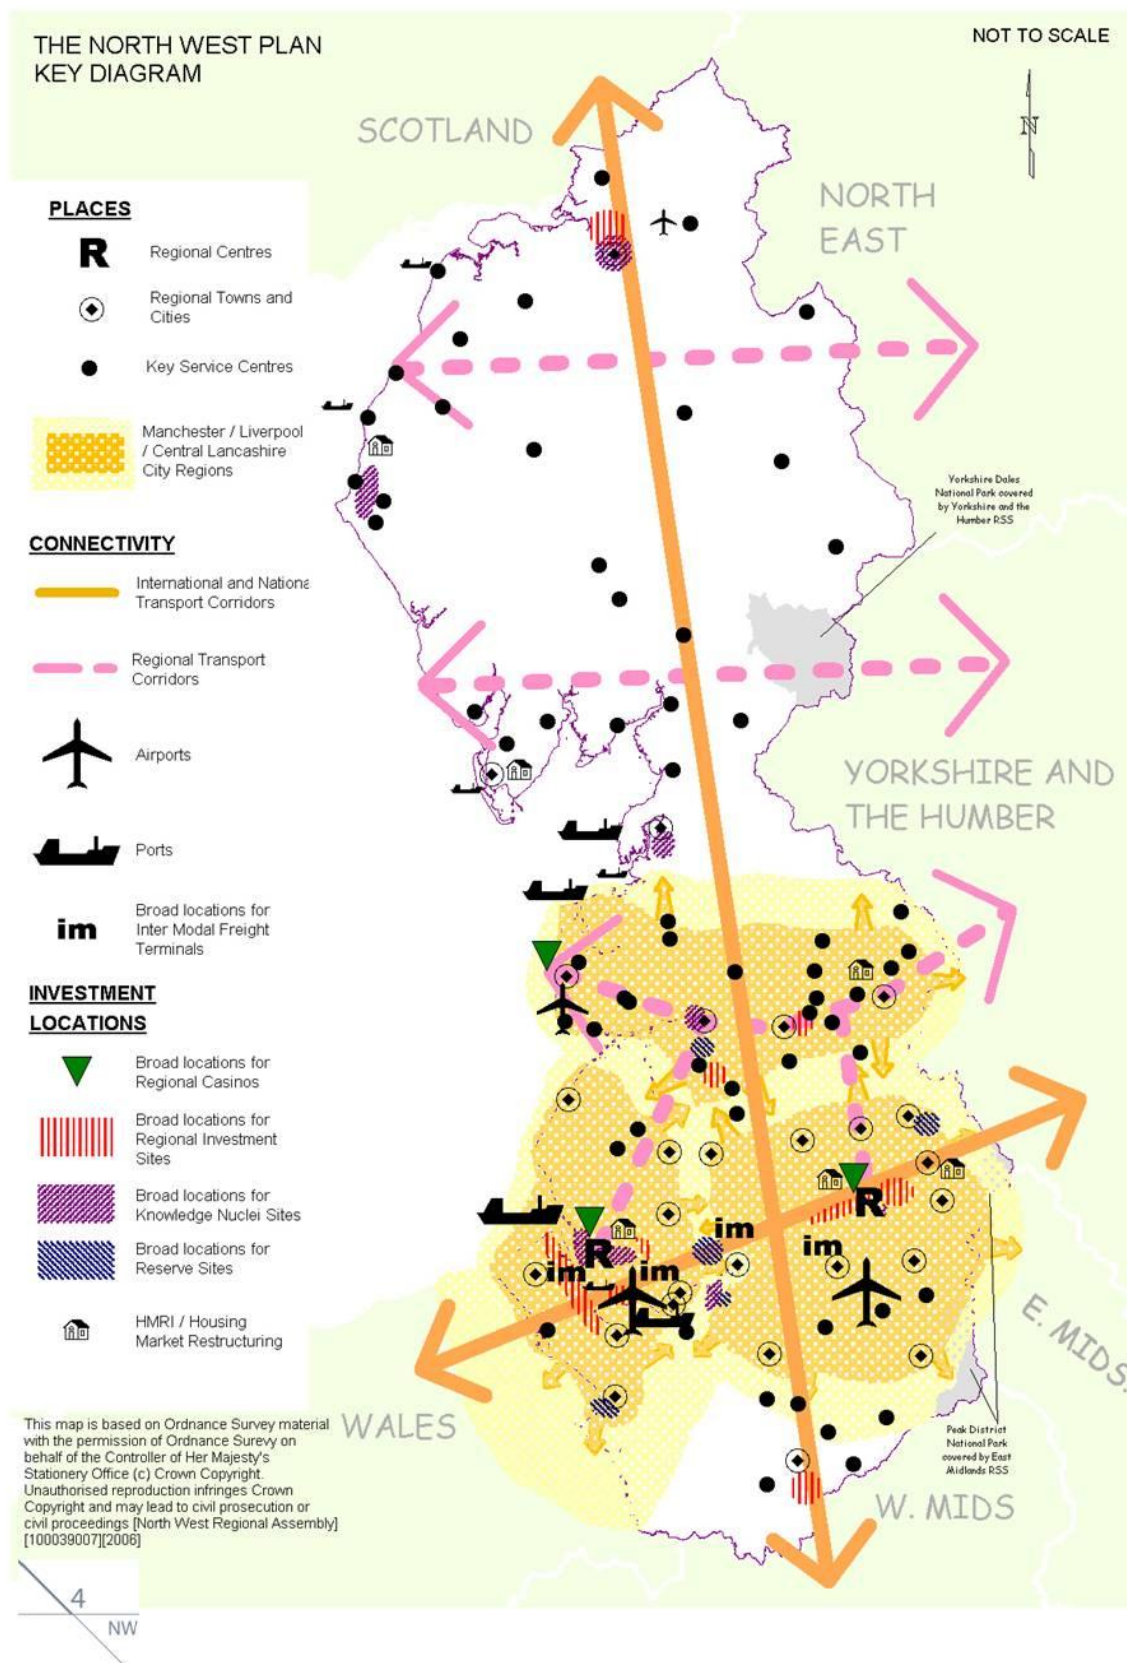 THE NORTH WEST PLAN
KEY DIAGRAM
NOT TO SCALE
N
SCOTLAND
NORTH
EAST
PLACES
R
Regional Centres
Regional Towns and
Cities
Key Service Centres
Manchester / Liverpool
/ Central Lancashire
City Regions
CONNECTIVITY
International and Nationa
Transport Corridors
Regional Transport
Corridors
Airports
Ports
im
Broad locations for
Inter Modal Freight
Terminals
INVESTMENT
LOCATIONS
Broad locations for
Regional Casinos
Broad locations for
Regional Investment
Sites
Broad locations for
Knowledge Nuclei Sites
Broad locations for
Reserve Sites
HMRI / Housing
Market Restructuring
Yorkshire Dales
National Park covered
by Yorkshire and the
Humber RSS
YORKSHIRE AND
THE HUMBER
R
im
im
R
im
im
E. MIDS.
WALES
Peak District
National Park
covered by East
Midlands RSS
W. MIDS
This map is based on Ordnance Survey material
with the permission of Ordnance Surevy on
behalf of the Controller of Her Majesty's
Stationery Office (c) Crown Copyright.
Unauthorised reproduction infringes Crown
Copyright and may lead to civil prosecution or
civil proceedings [North West Regional Assembly]
[100039007][2006]
4
NW